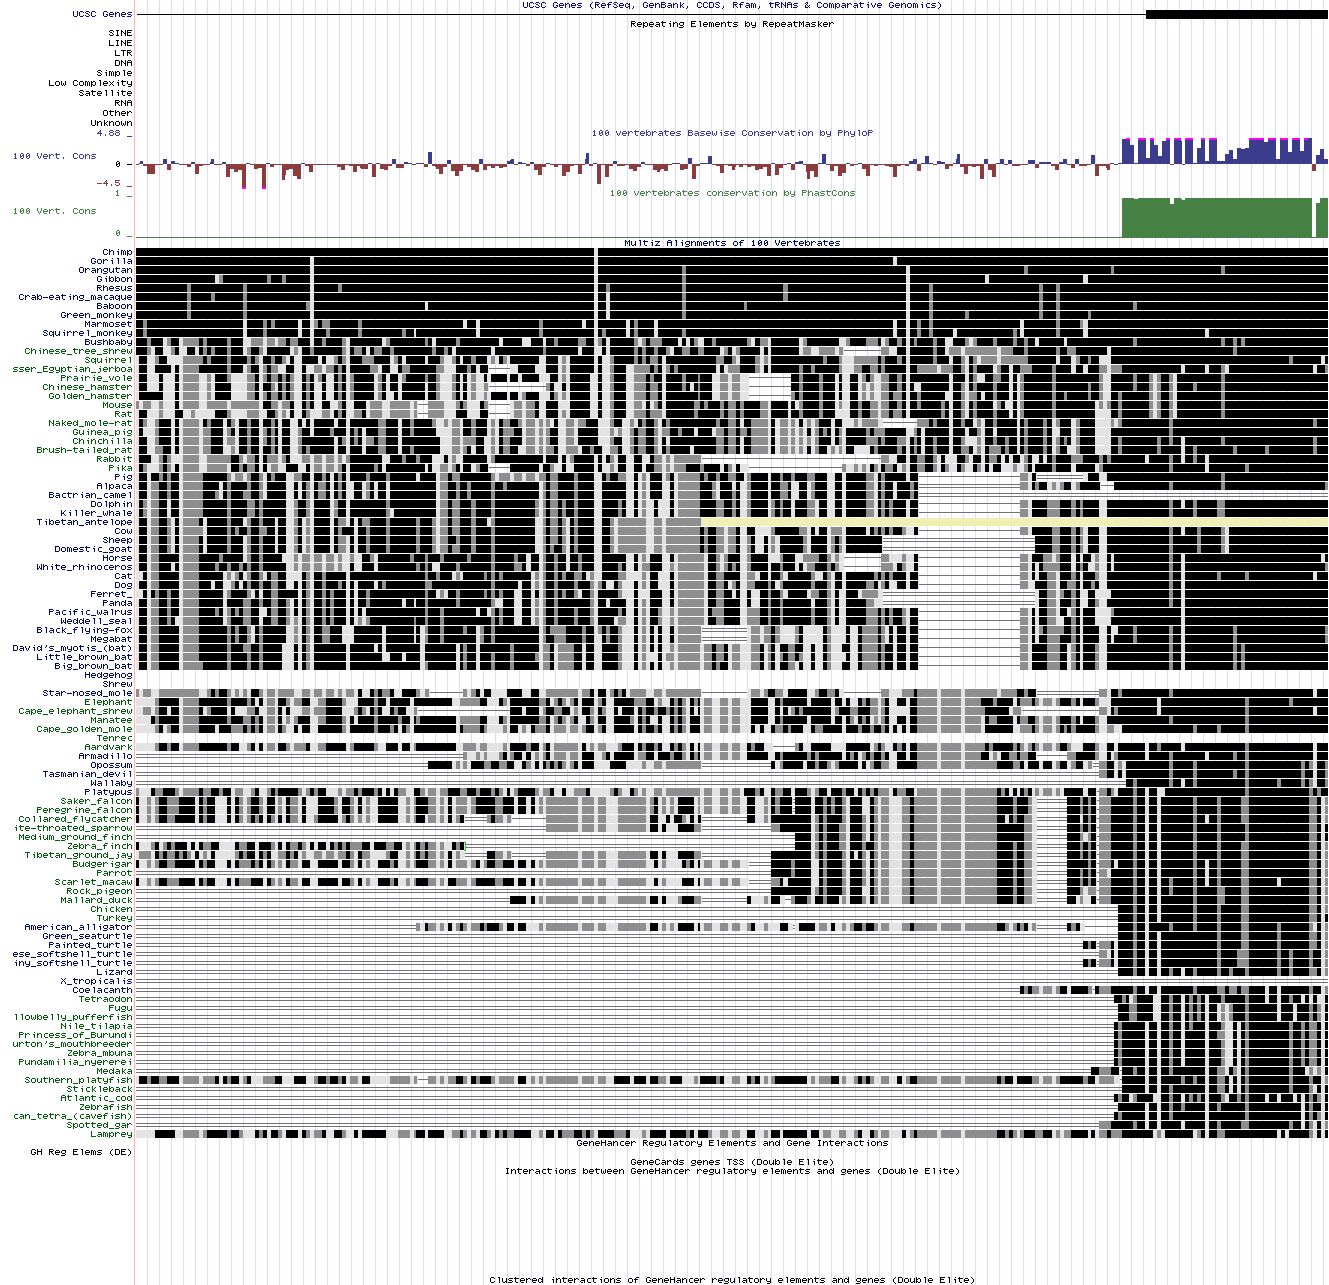 UCSC Genes (RefSeq, GenBank, CCDS, Rfam, tRNAs & Comparative Genomics)
UCSC Genes
Repeating Elements by RepeatMasker
SINE
LINE
LTR
DNA
Simple
Low Complexity
Satellite
RNA
Other
Unknown
4.88 _
100 vertebrates Basewise Conservation by PhyloP
100 Vert. Cons
0 _
-4.5 _
1 _
100 vertebrates conservation by PhastCons
100 Vert. Cons
0 _
Multiz Alignments of 100 Vertebrates
Chimp
Gorilla
Orangutan
Gibbon
Rhesus
Crab-eating_macaque
Baboon
Green_monkey
Marmoset
Squirrel_monkey
Bushbaby
Chinese_tree_shrew
Squirrel
sser_Egyptian_jerboa
Prairie_vole
Chinese_hamster
Golden_hamster
Mouse
Rat
Naked_mole-rat
Guinea_pig
Chinchilla
Brush-tailed_rat
Rabbit
Pika
Pig
Alpaca
Bactrian_camel
Dolphin
Killer_whale
Tibetan_antelope
Cow
Sheep
Domestic_goat
Horse
White_rhinoceros
Cat
Dog
Ferret_
Panda
Pacific_walrus
Weddell_seal
Black_flying-fox
Megabat
David's_myotis_(bat)
Little_brown_bat
Big_brown_bat
Hedgehog
Shrew
Star-nosed_mole
Elephant
Cape_elephant_shrew
Manatee
Cape_golden_mole
Tenrec
Aardvark
Armadillo
Opossum
Tasmanian_devil
Wallaby
Platypus
Saker_falcon
Peregrine_falcon
Collared_flycatcher
ite-throated_sparrow
Medium_ground_finch
Zebra_finch
Tibetan_ground_jay
Budgerigar
Parrot
Scarlet_macaw
Rock_pigeon
Mallard_duck
Chicken
Turkey
American_alligator
Green_seaturtle
Painted_turtle
ese_softshell_turtle
iny_softshell_turtle
Lizard
X_tropicalis
Coelacanth
Tetraodon
Fugu
llowbelly_pufferfish
Nile_tilapia
Princess_of_Burundi
urton's_mouthbreeder
Zebra_mbuna
Pundamilia_nyererei
Medaka
Southern_platyfish
Stickleback
Atlantic_cod
Zebrafish
can_tetra_(cavefish)
Spotted_gar
Lamprey
GeneHancer Regulatory Elements and Gene Interactions
GH Reg Elems (DE)
GeneCards genes TSS (Double Elite)
Interactions between GeneHancer regulatory elements and genes (Double Elite)
Clustered interactions of GeneHancer regulatory elements and genes (Double Elite)